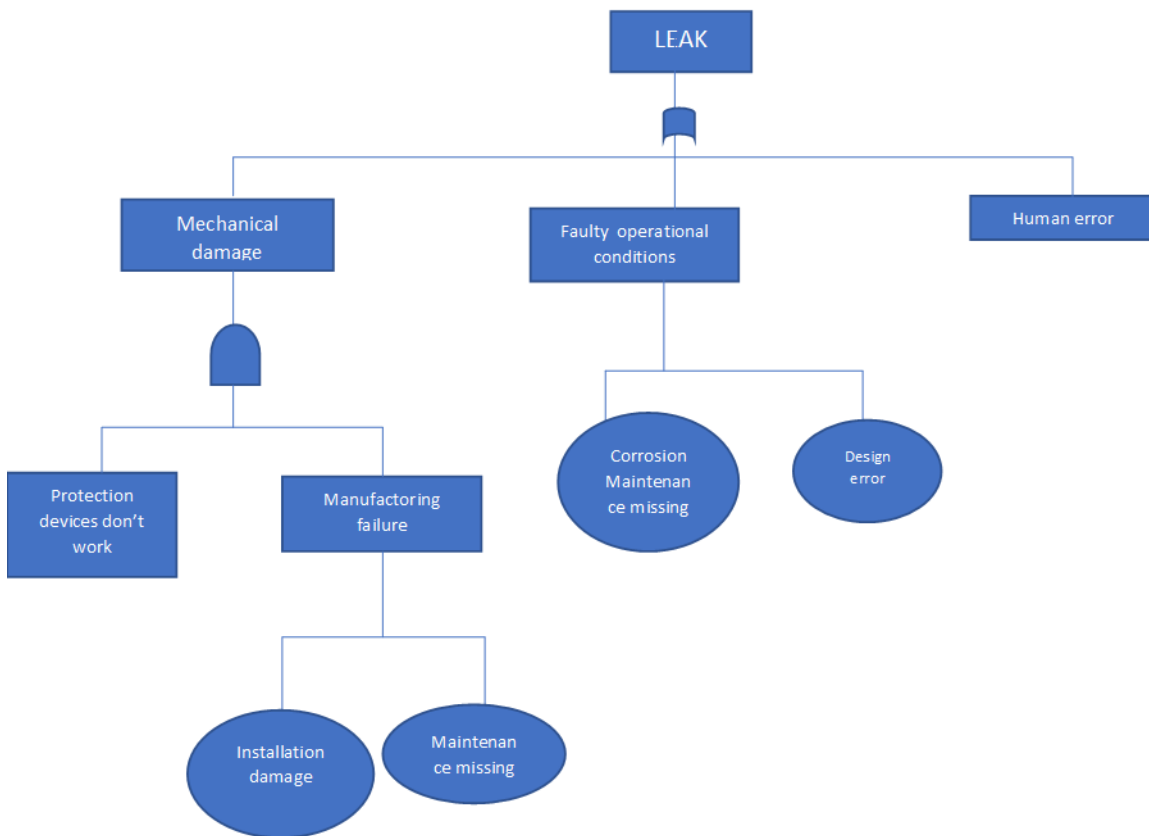 LEAK
Mechanical
damage
Faulty operational
conditions
Human error
Protection
devices don't
work
Manufactoring
failure
Corrosion
Maintenan
ce missing
Design
error
Installation
damage
Maintenan
ce missing